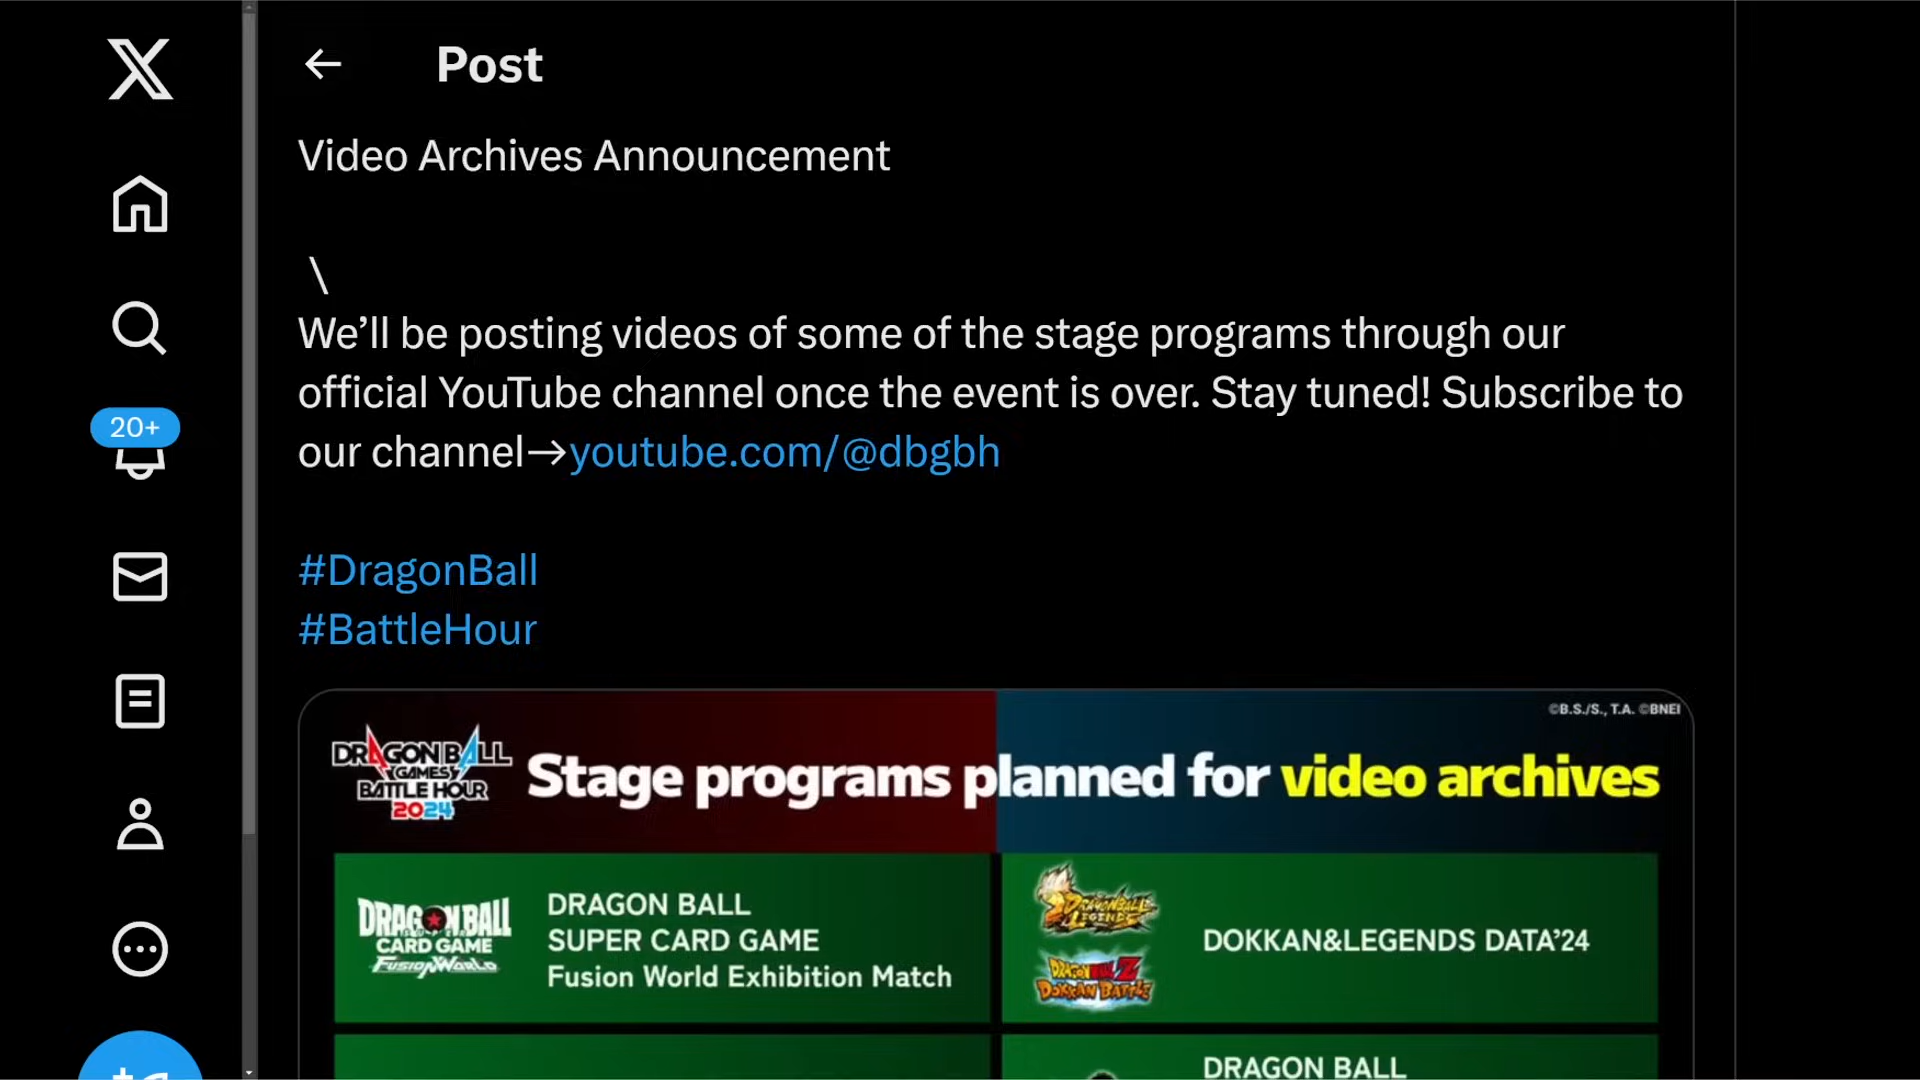 Post
Video Archives Announcement
\
We’ll be posting videos of some of the stage programs through our
official YouTube channel once the event is over. Stay tuned! Subscribe to
our channel→youtube.com/@dbgbh
20+
#DragonBall
#BattleHour
©B.S./S., T.A. ©BNEI
DRAGON BALL
GAMES
BATTLE HOUR
2024
Stage programs planned for video archives
DRAGON BALL
CARD GAME
FUSION WORLD
DRAGON BALL
SUPER CARD GAME
Fusion World Exhibition Match
DRAGON BALL
LEGENDS
DRAGON BALL Z
DOKKAN BATTLE
DOKKAN&LEGENDS DATA’24
DRAGON BALL